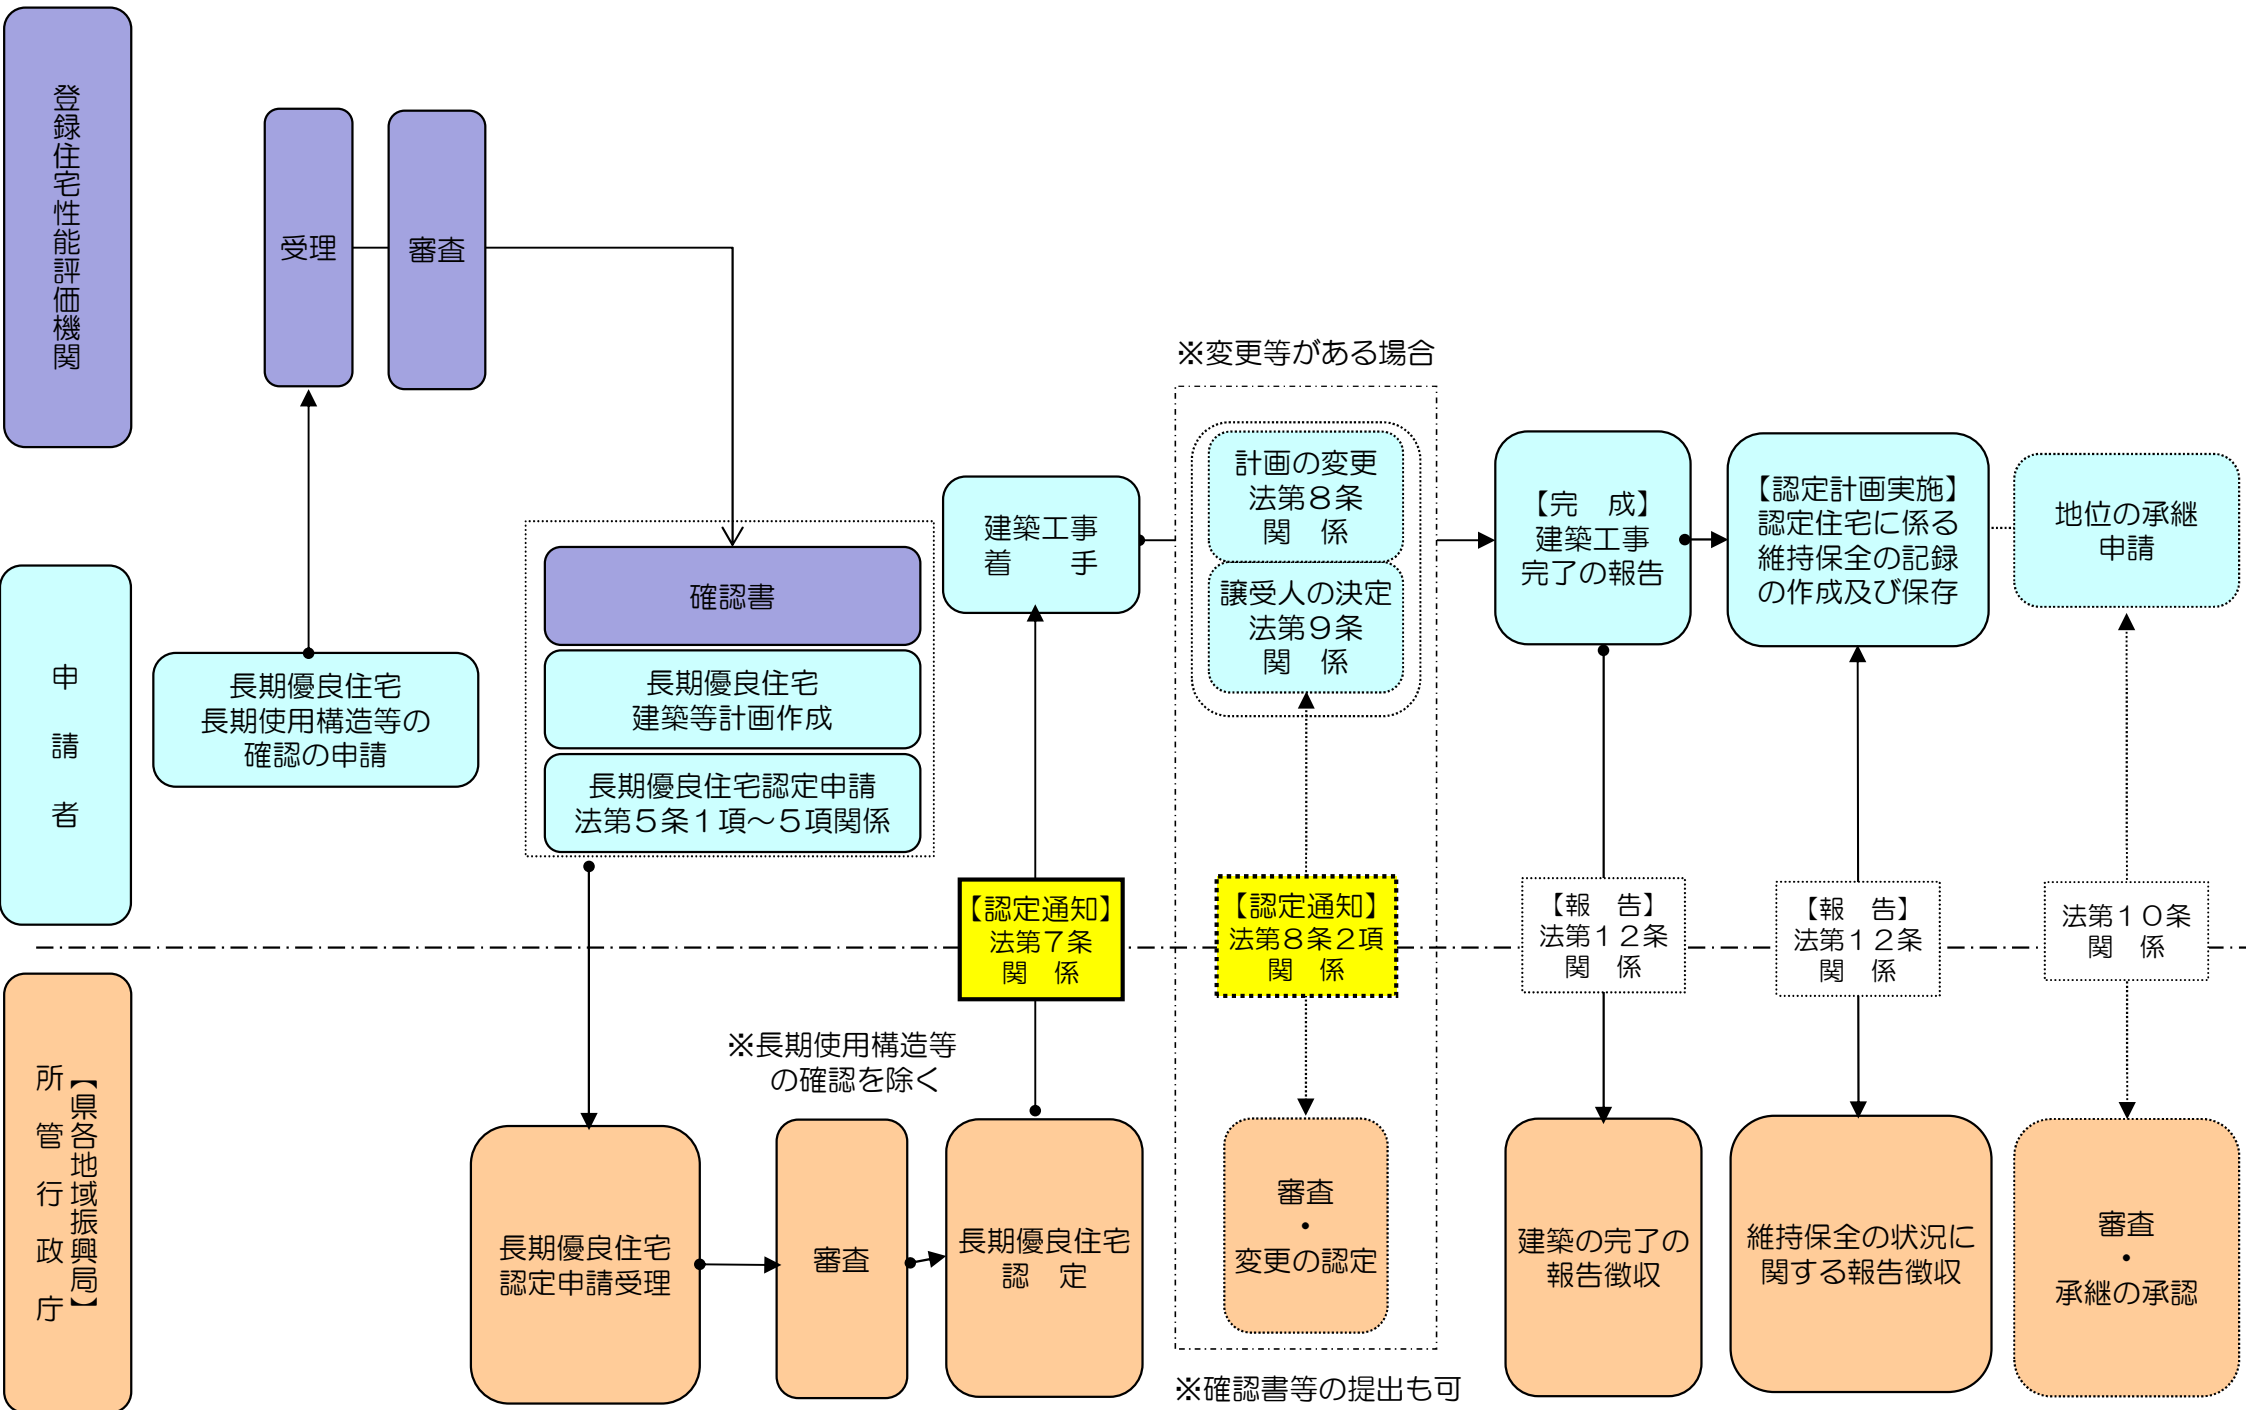 登録住宅性能評価機関
受理
審査
確認書
長期優良住宅
長期使用構造等の
確認の申請
長期優良住宅
建築等計画作成
長期優良住宅認定申請
法第５条１項～５項関係
申請者
建築工事
着　　手
※変更等がある場合
計画の変更
法第８条
関　係
譲受人の決定
法第９条
関　係
【完　成】
建築工事
完了の報告
【認定計画実施】
認定住宅に係る
維持保全の記録
の作成及び保存
地位の承継
申請
【認定通知】
法第７条
関　係
【認定通知】
法第８条２項
関　係
【報　告】
法第１２条
関　係
【報　告】
法第１２条
関　係
法第１０条
関　係
【県各地域振興局】
所管行政庁
※長期使用構造等
の確認を除く
長期優良住宅
認定申請受理
審査
長期優良住宅
認　定
審査
・
変更の認定
建築の完了の
報告徴収
維持保全の状況に
関する報告徴収
審査
・
承継の承認
※確認書等の提出も可